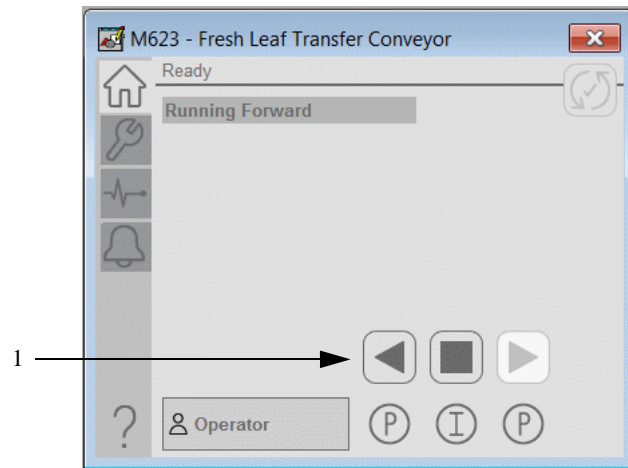 M623 - Fresh Leaf Transfer Conveyor
Ready
Running Forward
1
? Operator P I P